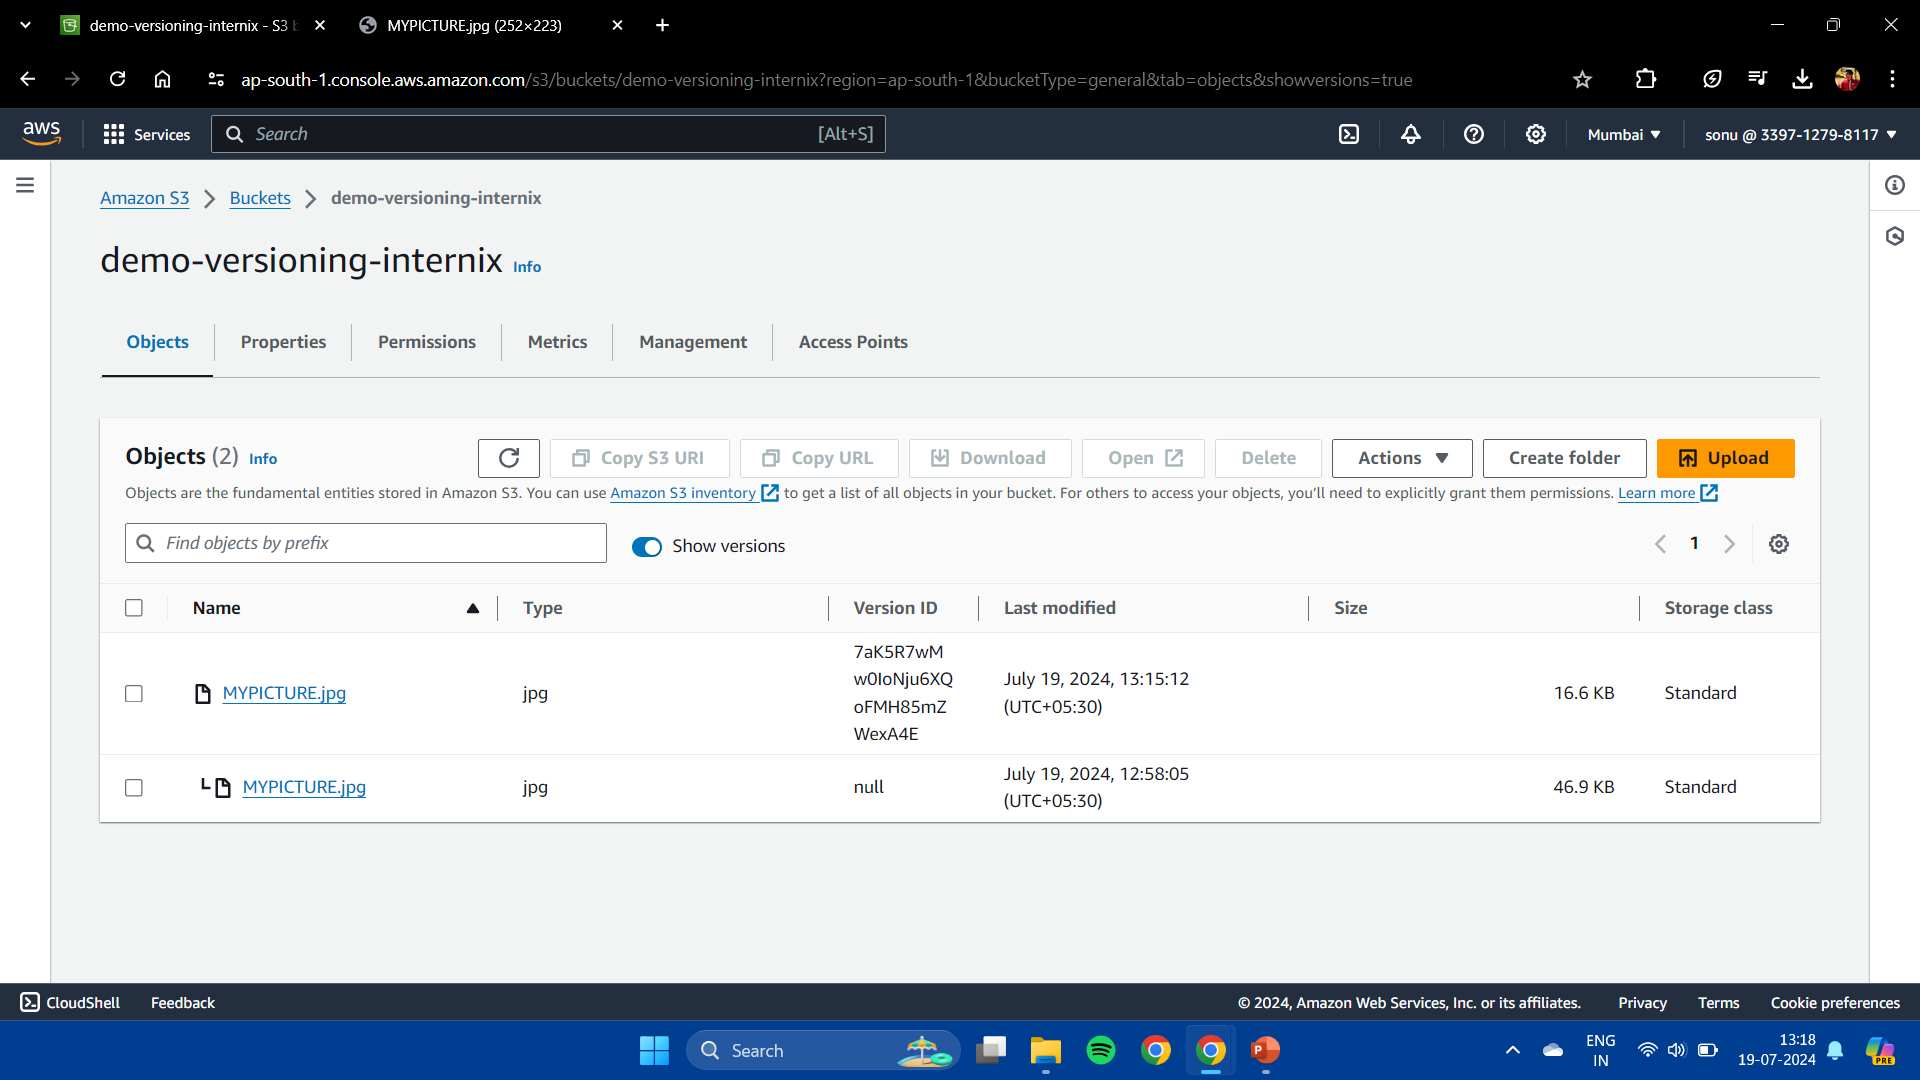 demo-versioning-internix - S3 b
MYPICTURE.jpg (252×223)
ap-south-1.console.aws.amazon.com/s3/buckets/demo-versioning-internix?region=ap-south-1&bucketType=general&tab=objects&showversions=true
aws
Services
Search
[Alt+S]
Mumbai
sonu @ 3397-1279-8117
Amazon S3
Buckets
demo-versioning-internix
demo-versioning-internix Info
Objects
Properties
Permissions
Metrics
Management
Access Points
Objects (2) Info
Copy S3 URI
Copy URL
Download
Open
Delete
Actions
Create folder
Upload
Objects are the fundamental entities stored in Amazon S3. You can use Amazon S3 inventory to get a list of all objects in your bucket. For others to access your objects, you'll need to explicitly grant them permissions. Learn more
Find objects by prefix
Show versions
1
Name
Type
Version ID
Last modified
Size
Storage class
MYPICTURE.jpg
jpg
7aK5R7wM
w0IoNju6XQ
oFMH85mZ
WexA4E
July 19, 2024, 13:15:12
(UTC+05:30)
16.6 KB
Standard
MYPICTURE.jpg
jpg
null
July 19, 2024, 12:58:05
(UTC+05:30)
46.9 KB
Standard
CloudShell
Feedback
© 2024, Amazon Web Services, Inc. or its affiliates.
Privacy
Terms
Cookie preferences
Search
P
ENG
IN
13:18
19-07-2024
PRE